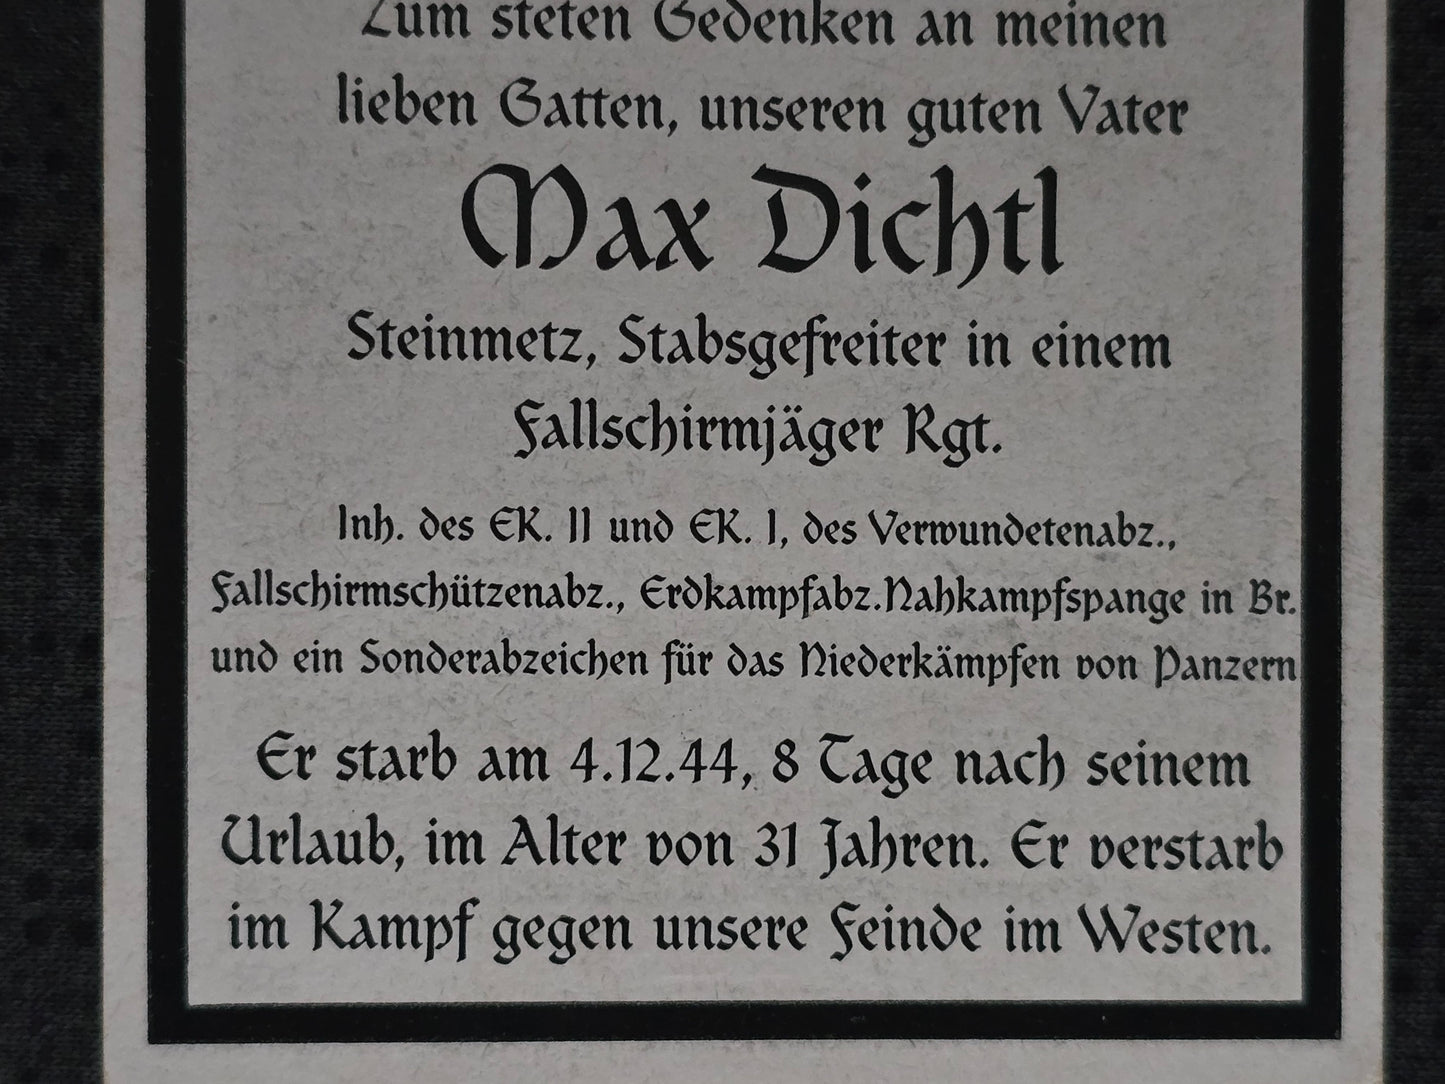 Zum steten Gedenken an meinen
lieben Gatten, unseren guten Vater
Max Dichtl
Steinmetz, Stabsgefreiter in einem
Fallschirmjäger Rgt.
Inh. des EK. II und EK. I, des Verwundetenabz.,
Fallschirmschützenabz., Erdkampfabz.Nahkampfspange in Br.
und ein Sonderabzeichen für das Niederkämpfen von Panzern
Er starb am 4.12.44, 8 Tage nach seinem
Urlaub, im Alter von 31 Jahren. Er verstarb
im Kampf gegen unsere Feinde im Westen.